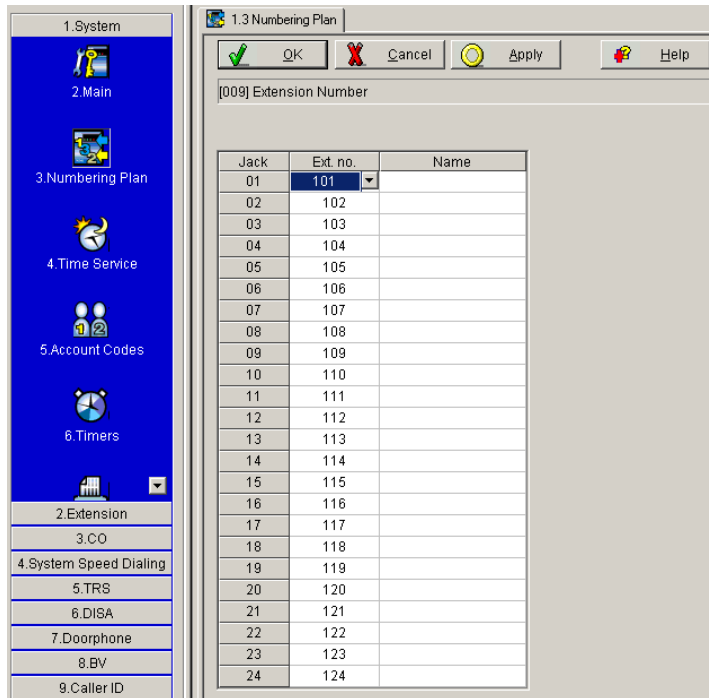 1.System
2.Main
3.Numbering Plan
4.Time Service
5.Account Codes
6.Timers
2.Extension
3.CO
4.System Speed Dialing
5.TRS
6.DISA
7.Doorphone
8.BV
9.Caller ID
1.3 Numbering Plan
OK Cancel Apply Help
[009] Extension Number
Jack Ext. no. Name
01 101
02 102
03 103
04 104
05 105
06 106
07 107
08 108
09 109
10 110
11 111
12 112
13 113
14 114
15 115
16 116
17 117
18 118
19 119
20 120
21 121
22 122
23 123
24 124